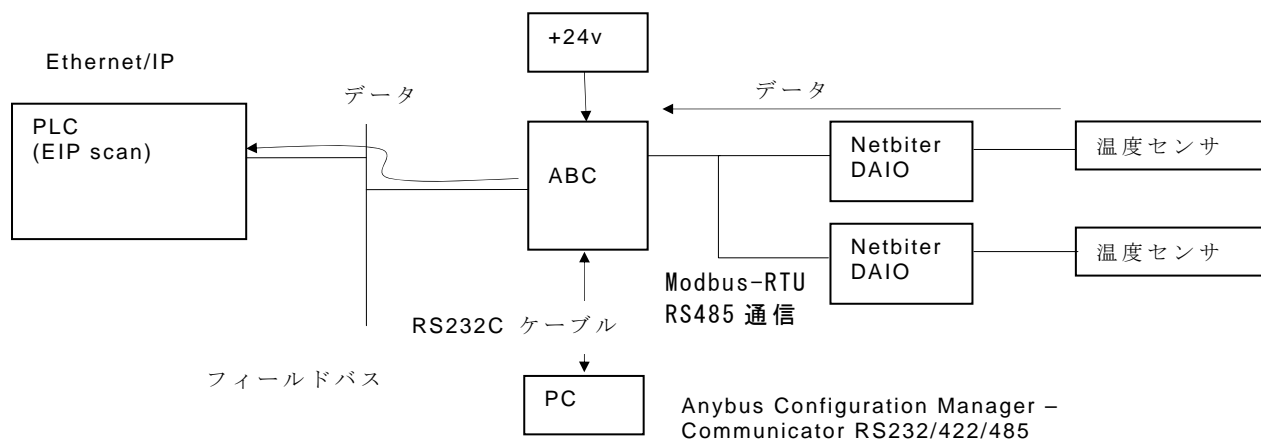 +24v
Ethernet/IP
データ
データ
PLC
(EIP scan)
ABC
Netbiter
DAIO
温度センサ
Netbiter
DAIO
温度センサ
Modbus-RTU
RS485 通信
RS232C ケーブル
フィールドバス
PC
Anybus Configuration Manager –
Communicator RS232/422/485